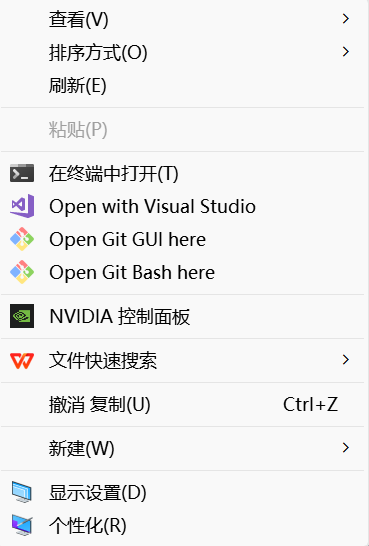 查看(V)
排序方式(O)
刷新(E)
粘贴(P)
在终端中打开(T)
Open with Visual Studio
Open Git GUI here
Open Git Bash here
NVIDIA 控制面板
文件快速搜索
撤消 复制(U) Ctrl+Z
新建(W)
显示设置(D)
个性化(R)